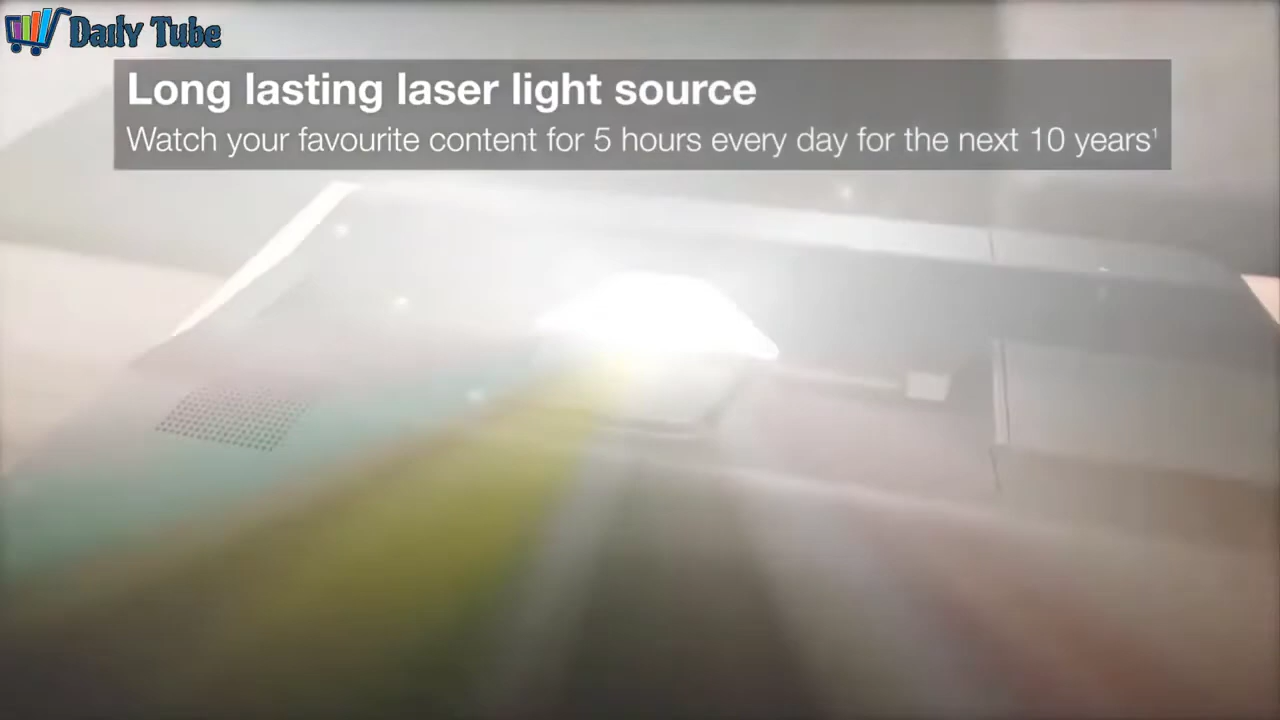 Daily Tube
Long lasting laser light source
Watch your favourite content for 5 hours every day for the next 10 years¹